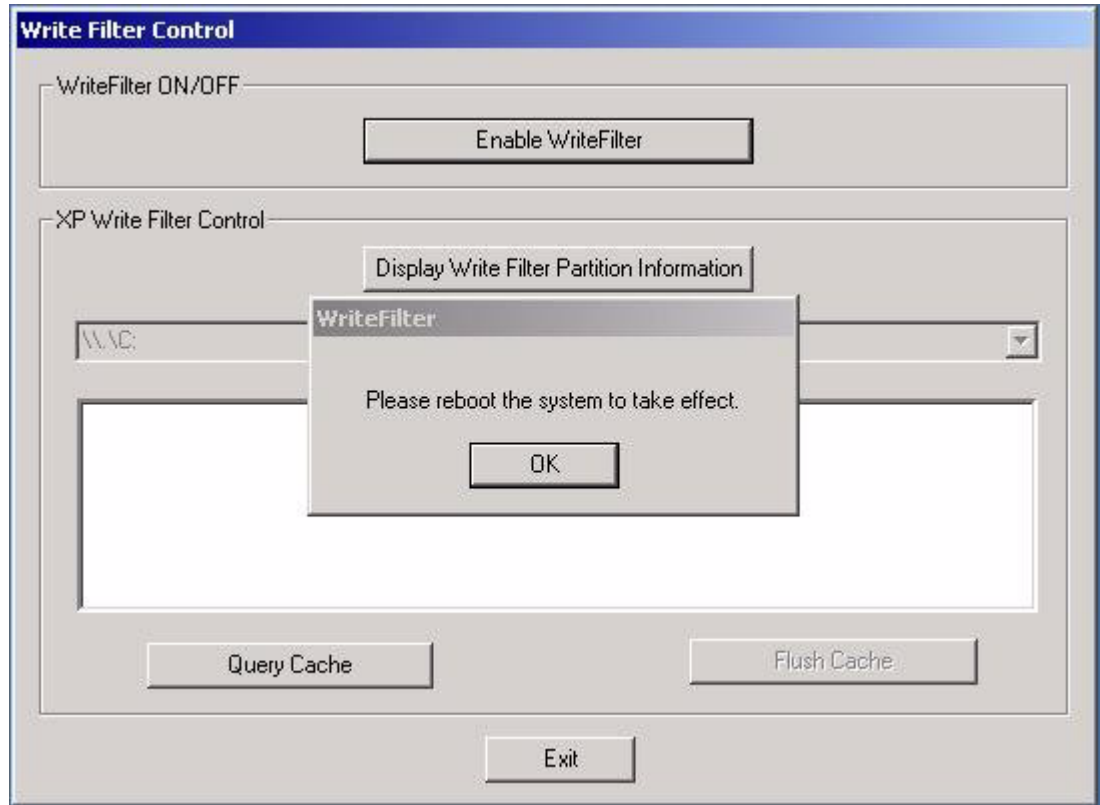 Write Filter Control
WriteFilter ON/OFF
Enable WriteFilter
XP Write Filter Control
Display Write Filter Partition Information
\\.\C:
WriteFilter
Please reboot the system to take effect.
OK
Query Cache
Flush Cache
Exit